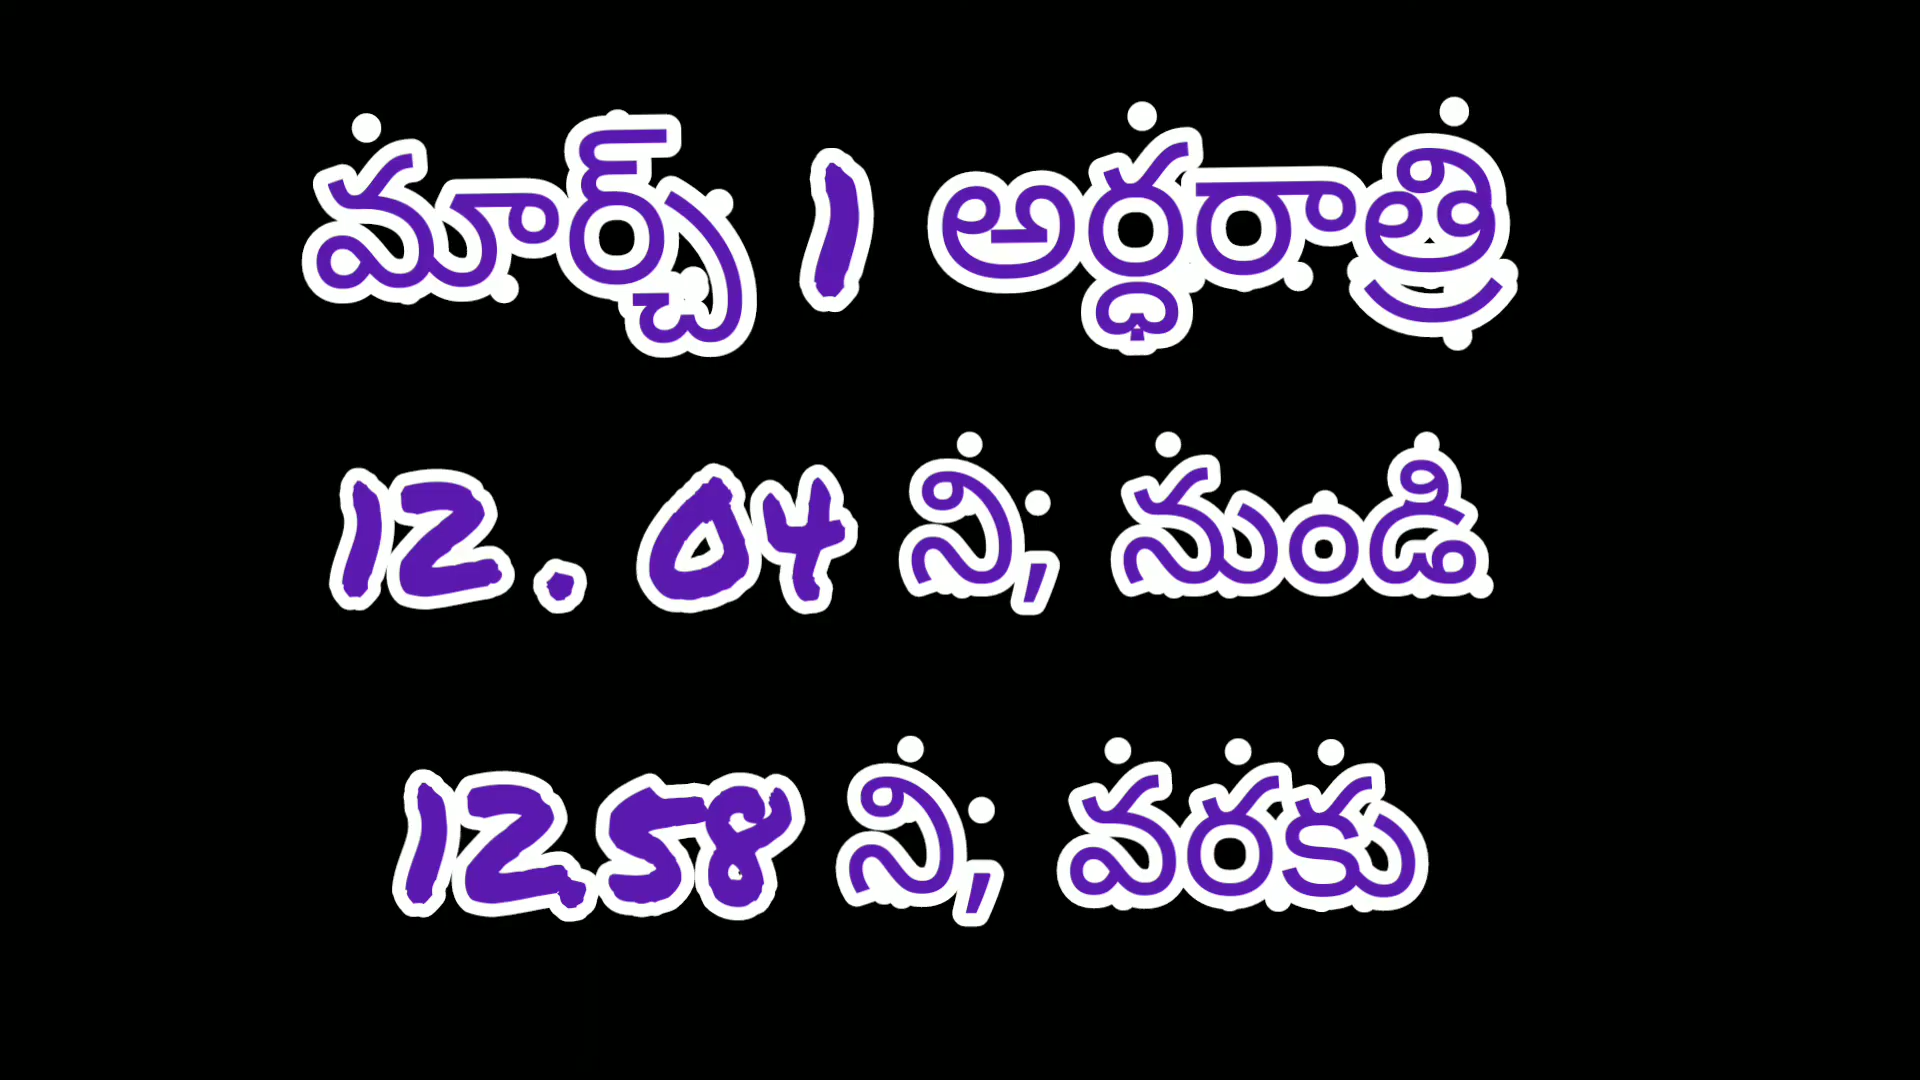 మార్చ్ 1 అర్ధరాత్రి
12.04 ని; నుండి
12.58 ని; వరకు